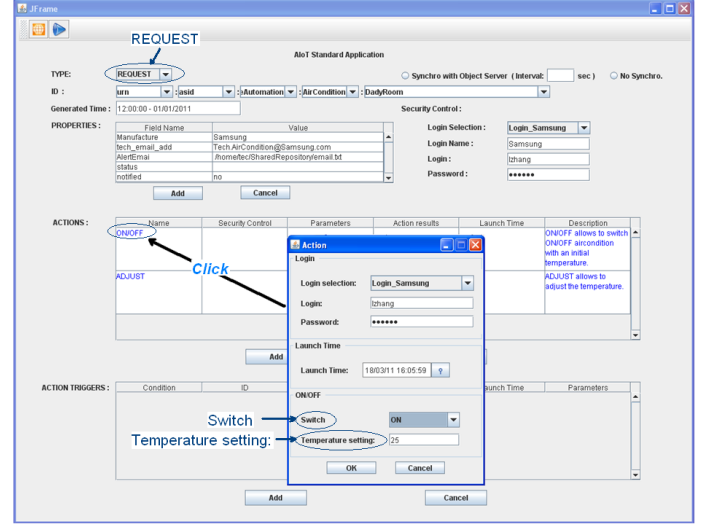 JFrame
REQUEST
AIoT Standard Application
TYPE: REQUEST Synchro with Object Server ( Interval: sec ) No Synchro.
ID : urn : asid : sAutomation : AirCondition : DadyRoom
Generated Time : 12:00:00 - 01/01/2011 Security Control :
PROPERTIES : Field Name Value
Manufacture Samsung
tech_email_add Tech.AirCondition@Samsung.com
AlertEmai /home/tec/SharedRepository/email.txt
status
notified no
Add Cancel
Login Selection : Login_Samsung
Login Name : Samsung
Login : lzhang
Password : ••••••
ACTIONS : Name Security Control Parameters Action results Launch Time Description
ON/OFF ON/OFF allows to switch
ON/OFF aircondition
with an initial
temperature.
Click
ADJUST ADJUST allows to
adjust the temperature.
Add
Action
Login
Login selection: Login_Samsung
Login: lzhang
Password: ••••••
Launch Time
Launch Time: 18/03/11 16:05:59 ?
ON/OFF
Switch Switch ON
Temperature setting: Temperature setting: 25
OK Cancel
ACTION TRIGGERS : Condition ID aunch Time Parameters
Add Cancel